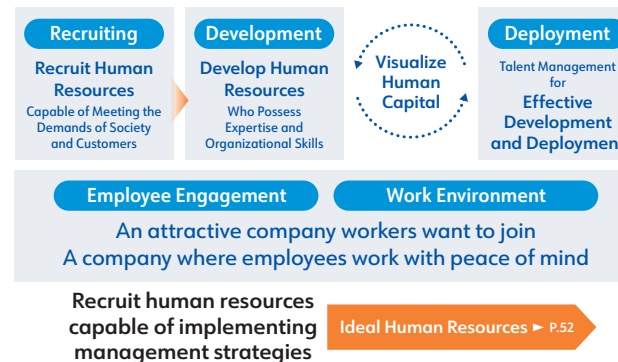 Recruiting
Recruit Human
Resources
Capable of Meeting the
Demands of Society
and Customers
Development
Develop Human
Resources
Who Possess
Expertise and
Organizational Skills
Visualize
Human
Capital
Deployment
Talent Management
for
Effective
Development
and Deploymen
Employee Engagement
Work Environment
An attractive company workers want to join
A company where employees work with peace of mind
Recruit human resources
capable of implementing
management strategies
Ideal Human Resources ► P.52